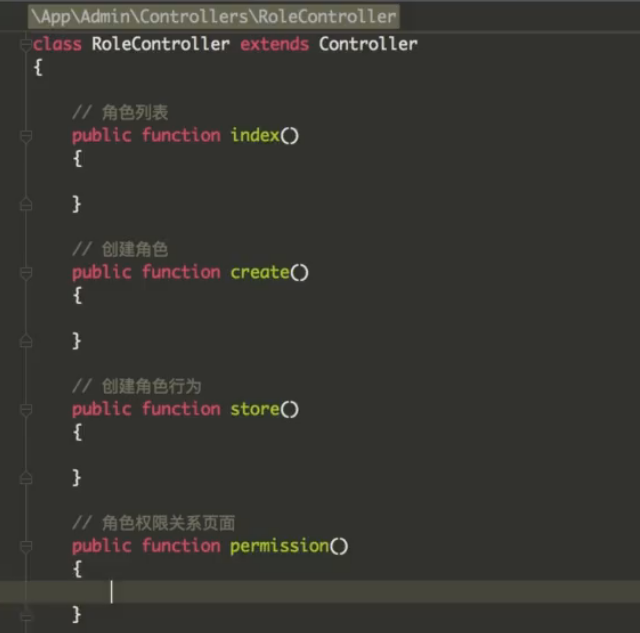 \App\Admin\Controllers\RoleController
class RoleController extends Controller
{
// 角色列表
public function index()
{
}
// 创建角色
public function create()
{
}
// 创建角色行为
public function store()
{
}
// 角色权限关系页面
public function permission()
{
}